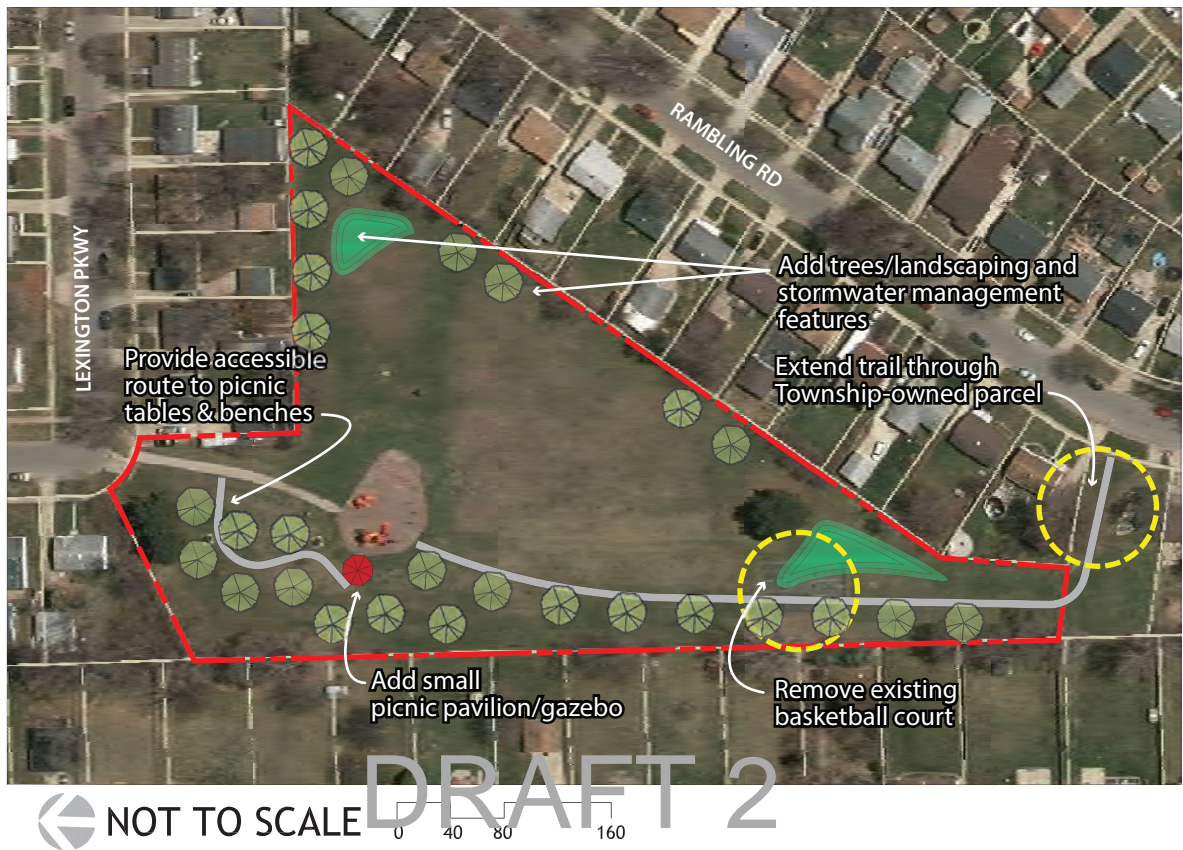 RAMBLING RD
LEXINGTON PKWY
Add trees/landscaping and
stormwater management
features
Provide accessible
route to picnic
tables & benches
Extend trail through
Township-owned parcel
Add small
picnic pavilion/gazebo
Remove existing
basketball court
DRAFT 2
NOT TO SCALE
0 40 80 160